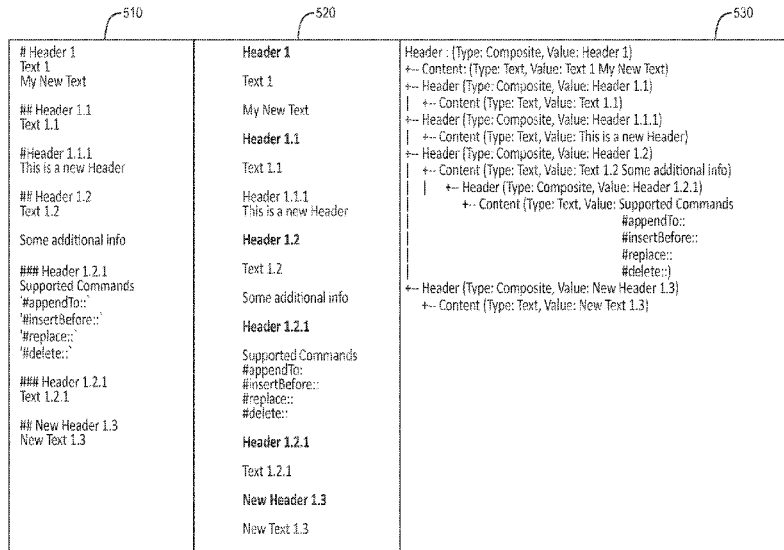 510
520
530
# Header 1
Text 1
My New Text
## Header 1.1
Text 1.1
#Header 1.1.1
This is a new Header
## Header 1.2
Text 1.2
Some additional info
### Header 1.2.1
Supported Commands
'#appendTo::`
'#insertBefore::`
'#replace::`
'#delete::`
### Header 1.2.1
Text 1.2.1
## New Header 1.3
New Text 1.3
Header 1
Text 1
My New Text
Header 1.1
Text 1.1
Header 1.1.1
This is a new Header
Header 1.2
Text 1.2
Some additional info
Header 1.2.1
Supported Commands
#appendTo:
#insertBefore::
#replace::
#delete::
Header 1.2.1
Text 1.2.1
New Header 1.3
New Text 1.3
Header : (Type: Composite, Value: Header 1)
+-- Content: (Type: Text, Value: Text 1 My New Text)
+-- Header (Type: Composite, Value: Header 1.1)
| +-- Content (Type: Text, Value: Text 1.1)
+-- Header (Type: Composite, Value: Header 1.1.1)
| +-- Content (Type: Text, Value: This is a new Header)
+-- Header (Type: Composite, Value: Header 1.2)
| +-- Content (Type: Text, Value: Text 1.2 Some additional info)
| | +-- Header (Type: Composite, Value: Header 1.2.1)
| +-- Content (Type: Text, Value: Supported Commands
| #appendTo::
| #insertBefore::
| #replace::
| #delete::)
+-- Header (Type: Composite, Value: New Header 1.3)
+-- Content (Type: Text, Value: New Text 1.3)